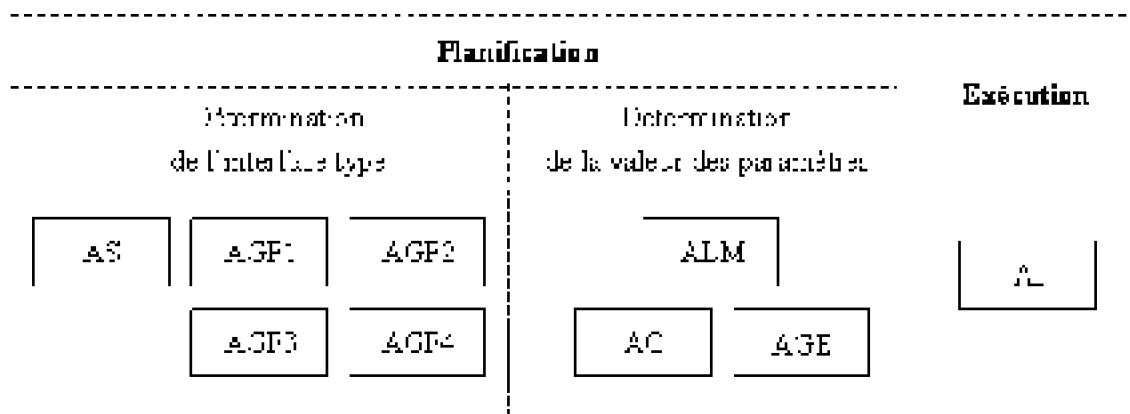 Planification
Exécution
Détermination
de l'interface type
Détermination
de la valeur des paramètres
AS
AGP1
AGP2
ALM
AGP3
AGP4
AC
AGE